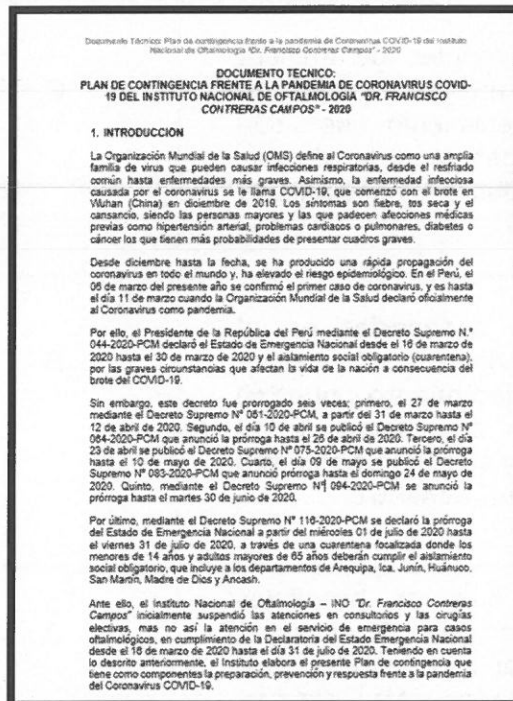 Documento Técnico: Plan de contingencia frente a la pandemia de Coronavirus COVID-19 del Instituto
Nacional de Oftalmología "Dr. Francisco Contreras Campos" - 2020
DOCUMENTO TECNICO:
PLAN DE CONTINGENCIA FRENTE A LA PANDEMIA DE CORONAVIRUS COVID-
19 DEL INSTITUTO NACIONAL DE OFTALMOLOGIA "DR. FRANCISCO
CONTRERAS CAMPOS" - 2020
1. INTRODUCCION
La Organización Mundial de la Salud (OMS) define al Coronavirus como una amplia
familia de virus que pueden causar infecciones respiratorias, desde el resfriado
común hasta enfermedades más graves. Asimismo, la enfermedad infecciosa
causada por el coronavirus se le llama COVID-19, que comenzó con el brote en
Wuhan (China) en diciembre de 2019. Los síntomas son fiebre, tos seca y el
cansancio, siendo las personas mayores y las que padecen afecciones médicas
previas como hipertensión arterial, problemas cardiacos o pulmonares, diabetes o
cáncer los que tienen más probabilidades de presentar cuadros graves.
Desde diciembre hasta la fecha, se ha producido una rápida propagación del
coronavirus en todo el mundo y, ha elevado el riesgo epidemiológico. En el Perú, el
06 de marzo del presente año se confirmó el primer caso de coronavirus, y es hasta
el día 11 de marzo cuando la Organización Mundial de la Salud declaró oficialmente
al Coronavirus como pandemia.
Por ello, el Presidente de la República del Perú mediante el Decreto Supremo N.°
044-2020-PCM declaró el Estado de Emergencia Nacional desde el 16 de marzo de
2020 hasta el 30 de marzo de 2020 y el aislamiento social obligatorio (cuarentena),
por las graves circunstancias que afectan la vida de la nación a consecuencia del
brote del COVID-19.
Sin embargo, este decreto fue prorrogado seis veces; primero, el 27 de marzo
mediante el Decreto Supremo N° 051-2020-PCM, a partir del 31 de marzo hasta el
12 de abril de 2020. Segundo, el día 10 de abril se publicó el Decreto Supremo N°
064-2020-PCM que anunció la prórroga hasta el 26 de abril de 2020. Tercero, el día
23 de abril se publicó el Decreto Supremo N° 075-2020-PCM que anunció la prórroga
hasta el 10 de mayo de 2020. Cuarto, el día 09 de mayo se publicó el Decreto
Supremo N° 083-2020-PCM que anunció prórroga hasta el domingo 24 de mayo de
2020. Quinto, mediante el Decreto Supremo N° 094-2020-PCM se anunció la
prórroga hasta el martes 30 de junio de 2020.
Por último, mediante el Decreto Supremo N° 116-2020-PCM se declaró la prórroga
del Estado de Emergencia Nacional a partir del miércoles 01 de julio de 2020 hasta
el viernes 31 de julio de 2020, a través de una cuarentena focalizada donde los
menores de 14 años y adultos mayores de 65 años deberán cumplir el aislamiento
social obligatorio, que incluye a los departamentos de Arequipa, Ica, Junín, Huánuco,
San Martín, Madre de Dios y Ancash.
Ante ello, el Instituto Nacional de Oftalmología – INO "Dr. Francisco Contreras
Campos" inicialmente suspendió las atenciones en consultorios y las cirugías
electivas, mas no así la atención en el servicio de emergencia para casos
oftalmológicos, en cumplimiento de la Declaratoria del Estado Emergencia Nacional
desde el 16 de marzo de 2020 hasta el día 31 de julio de 2020. Teniendo en cuenta
lo descrito anteriormente, el Instituto elabora el presente Plan de contingencia que
tiene como componentes la preparación, prevención y respuesta frente a la pandemia
del Coronavirus COVID-19.